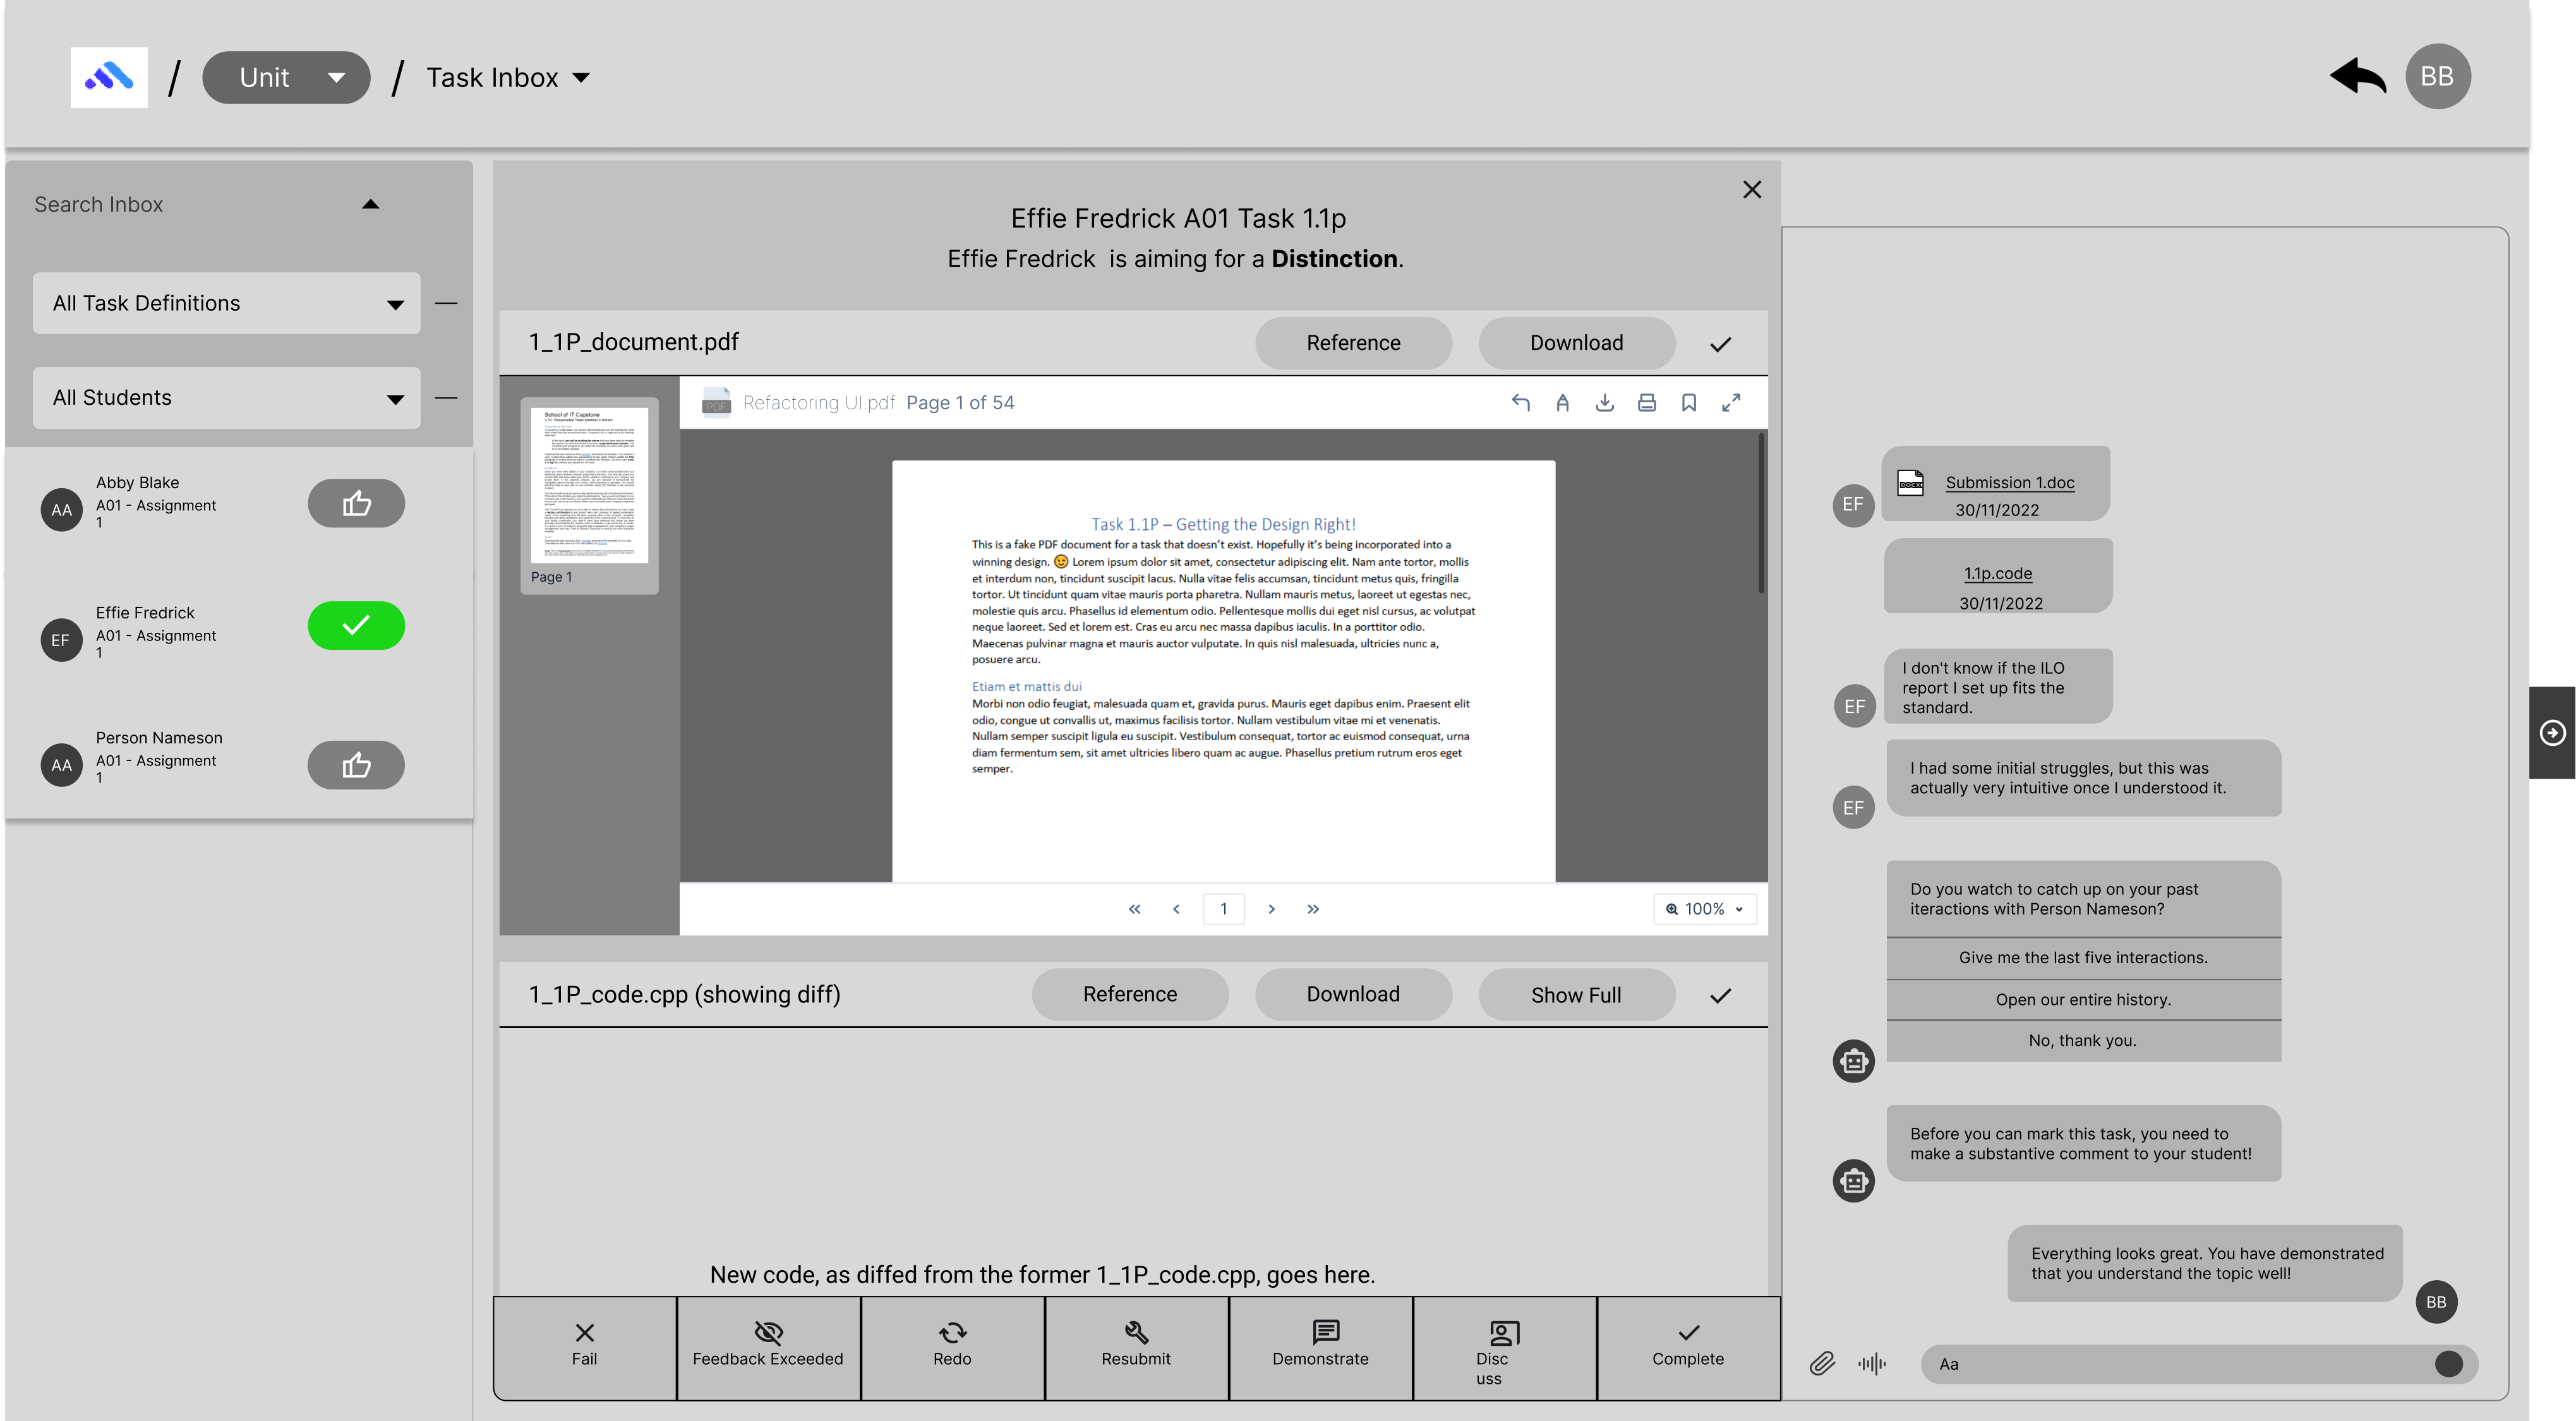 / Unit / Task Inbox
BB
Search Inbox
All Task Definitions
All Students
AA
Abby Blake
A01 - Assignment
1
EF
Effie Fredrick
A01 - Assignment
1
AA
Person Nameson
A01 - Assignment
1
Effie Fredrick A01 Task 1.1p
Effie Fredrick is aiming for a Distinction.
1_1P_document.pdf
Reference
Download
School of IT Capstone
Page 1
PDF
Refactoring UI.pdf Page 1 of 54
Task 1.1P – Getting the Design Right!
This is a fake PDF document for a task that doesn't exist. Hopefully it's being incorporated into a
winning design. 😉 Lorem ipsum dolor sit amet, consectetur adipiscing elit. Nam ante tortor, mollis
et interdum non, tincidunt suscipit lacus. Nulla vitae felis accumsan, tincidunt metus quis, fringilla
tortor. Ut tincidunt quam vitae mauris porta pharetra. Nullam mauris metus, laoreet ut egestas nec,
molestie quis arcu. Phasellus id elementum odio. Pellentesque mollis dui eget nisl cursus, ac volutpat
neque laoreet. Sed et lorem est. Cras eu arcu nec massa dapibus iaculis. In a porttitor odio.
Maecenas pulvinar magna et mauris auctor vulputate. In quis nisl malesuada, ultricies nunc a,
posuere arcu.
Etiam et mattis dui
Morbi non odio feugiat, malesuada quam et, gravida purus. Mauris eget dapibus enim. Praesent elit
odio, congue ut convallis ut, maximus facilisis tortor. Nullam vestibulum vitae mi et venenatis.
Nullam semper suscipit ligula eu suscipit. Vestibulum consequat, tortor ac euismod consequat, urna
diam fermentum sem, sit amet ultricies libero quam ac augue. Phasellus pretium rutrum eros eget
semper.
1
100%
1_1P_code.cpp (showing diff)
Reference
Download
Show Full
New code, as diffed from the former 1_1P_code.cpp, goes here.
Fail
Feedback Exceeded
Redo
Resubmit
Demonstrate
Disc
uss
Complete
EF
DOCX
Submission 1.doc
30/11/2022
1.1p.code
30/11/2022
EF
I don't know if the ILO
report I set up fits the
standard.
EF
I had some initial struggles, but this was
actually very intuitive once I understood it.
Do you watch to catch up on your past
iteractions with Person Nameson?
Give me the last five interactions.
Open our entire history.
No, thank you.
Before you can mark this task, you need to
make a substantive comment to your student!
Everything looks great. You have demonstrated
that you understand the topic well!
BB
Aa